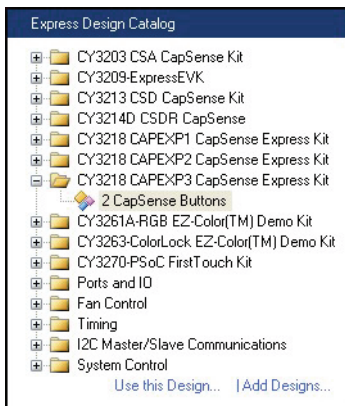 Express Design Catalog
CY3203 CSA CapSense Kit
CY3209-ExpressEVK
CY3213 CSD CapSense Kit
CY3214D CSDR CapSense
CY3218 CAPEXP1 CapSense Express Kit
CY3218 CAPEXP2 CapSense Express Kit
CY3218 CAPEXP3 CapSense Express Kit
2 CapSense Buttons
CY3261A-RGB EZ-Color(TM) Demo Kit
CY3263-ColorLock EZ-Color(TM) Demo Kit
CY3270-PSoC FirstTouch Kit
Ports and IO
Fan Control
Timing
I2C Master/Slave Communications
System Control
Use this Design... | Add Designs...